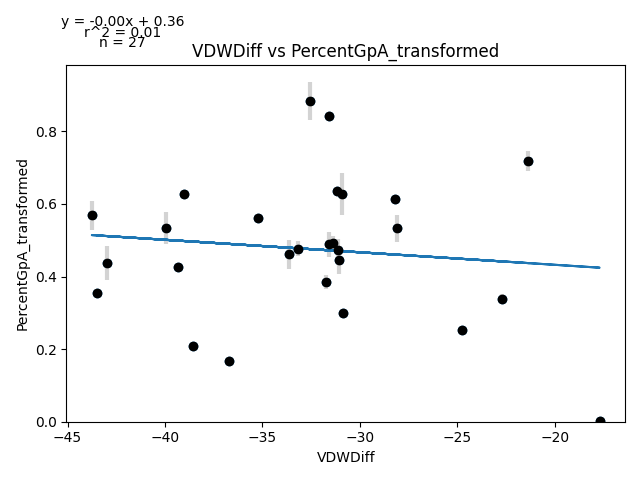 y = -0.00x + 0.36
r^2 = 0.01
n = 27
VDWDiff vs PercentGpA_transformed
PercentGpA_transformed
0.8
0.6
0.4
0.2
0.0
−45
−40
−35
−30
−25
−20
VDWDiff